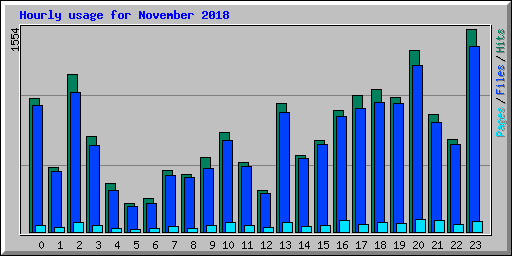 Hourly usage for November 2018
1554
Pages/Files/Hits
0 1 2 3 4 5 6 7 8 9 10 11 12 13 14 15 16 17 18 19 20 21 22 23